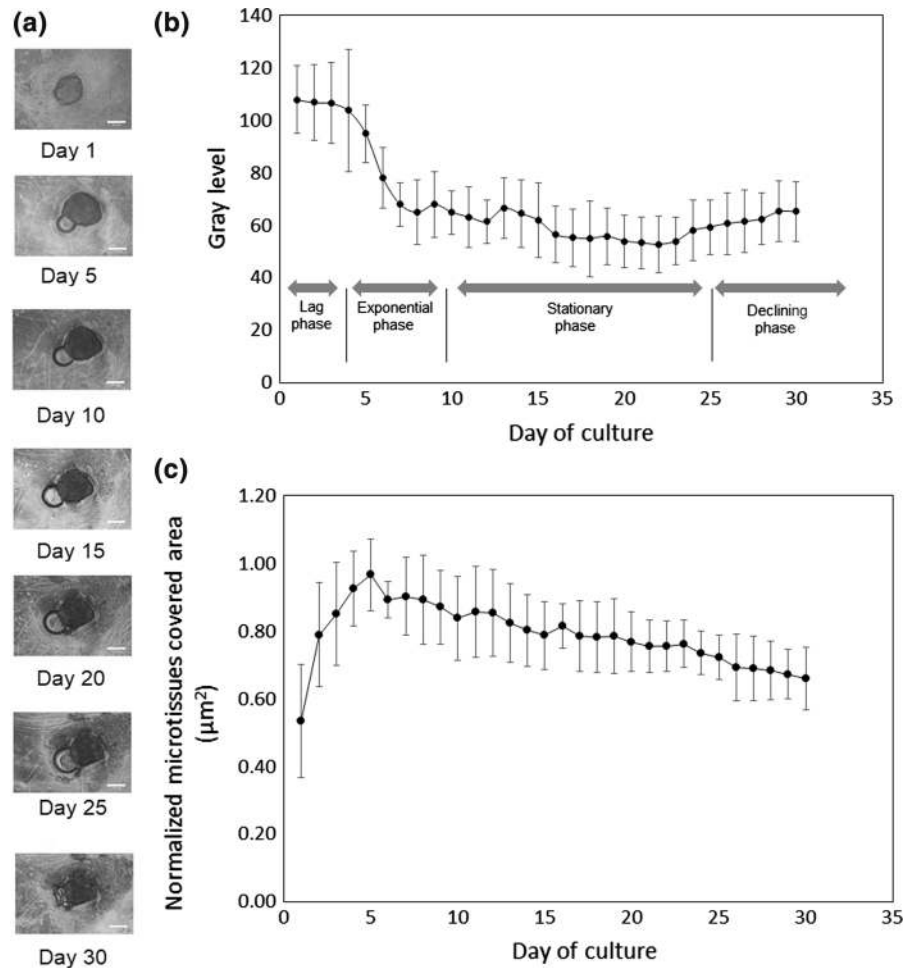 (a)
Day 1
Day 5
Day 10
Day 15
Day 20
Day 25
Day 30
(b)
140
120
100
80
60
40
20
0
Gray level
Lag
phase
Exponential
phase
Stationary
phase
Declining
phase
0 5 10 15 20 25 30 35
Day of culture
(c)
1.20
1.00
0.80
0.60
0.40
0.20
0.00
Normalized microtissues covered area
(μm²)
0 5 10 15 20 25 30 35
Day of culture